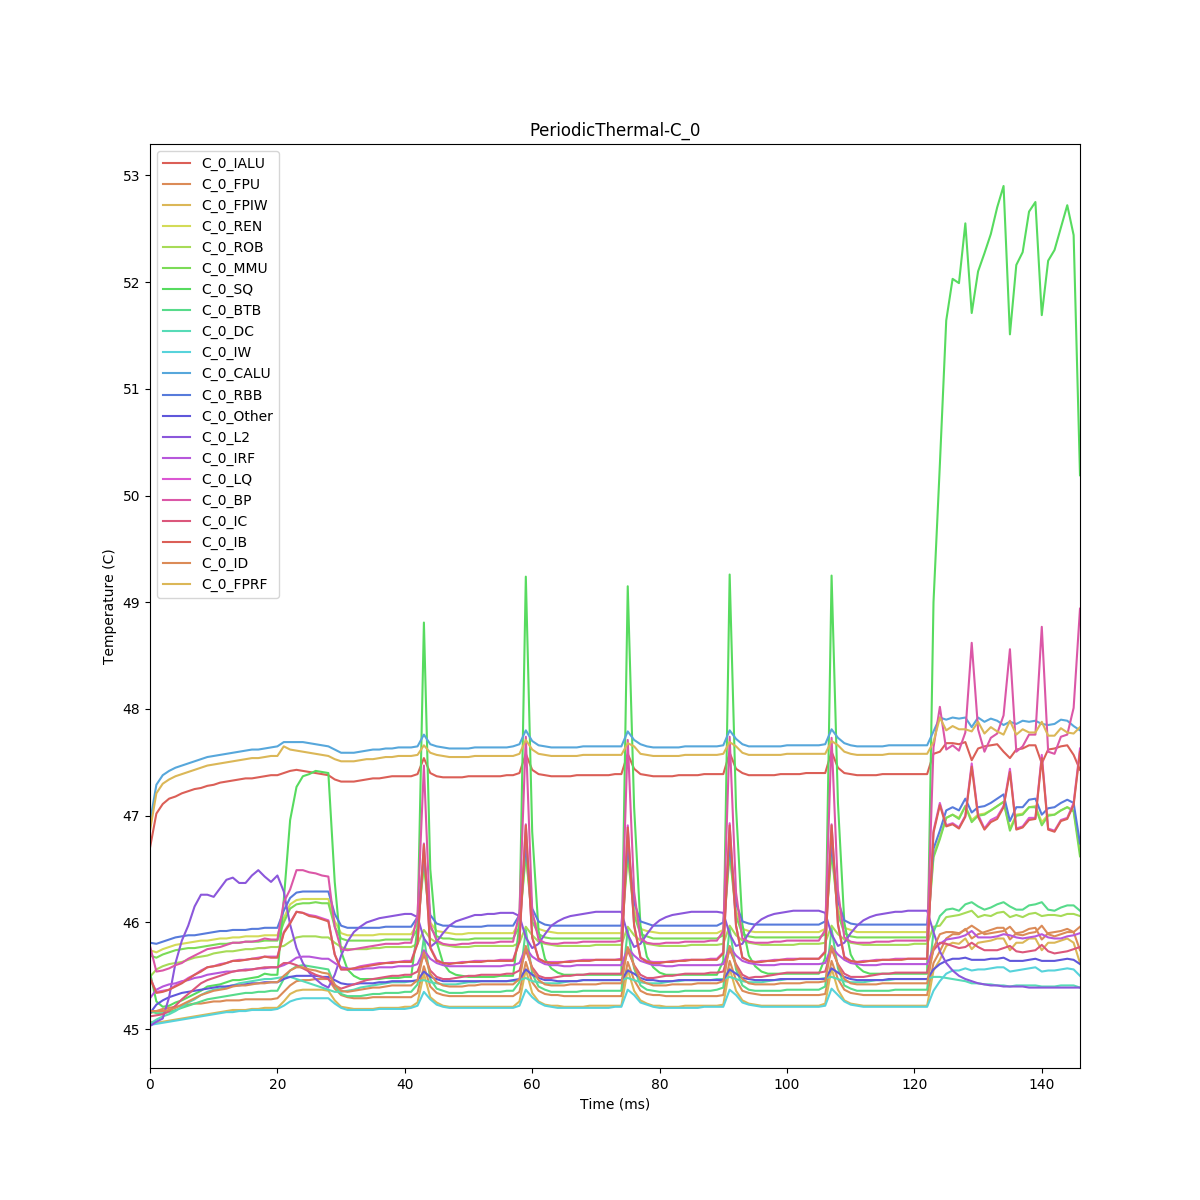 PeriodicThermal-C_0
C_0_IALU
C_0_FPU
C_0_FPIW
C_0_REN
C_0_ROB
C_0_MMU
C_0_SQ
C_0_BTB
C_0_DC
C_0_IW
C_0_CALU
C_0_RBB
C_0_Other
C_0_L2
C_0_IRF
C_0_LQ
C_0_BP
C_0_IC
C_0_IB
C_0_ID
C_0_FPRF
53
52
51
50
49
48
47
46
45
Temperature (C)
0 20 40 60 80 100 120 140
Time (ms)